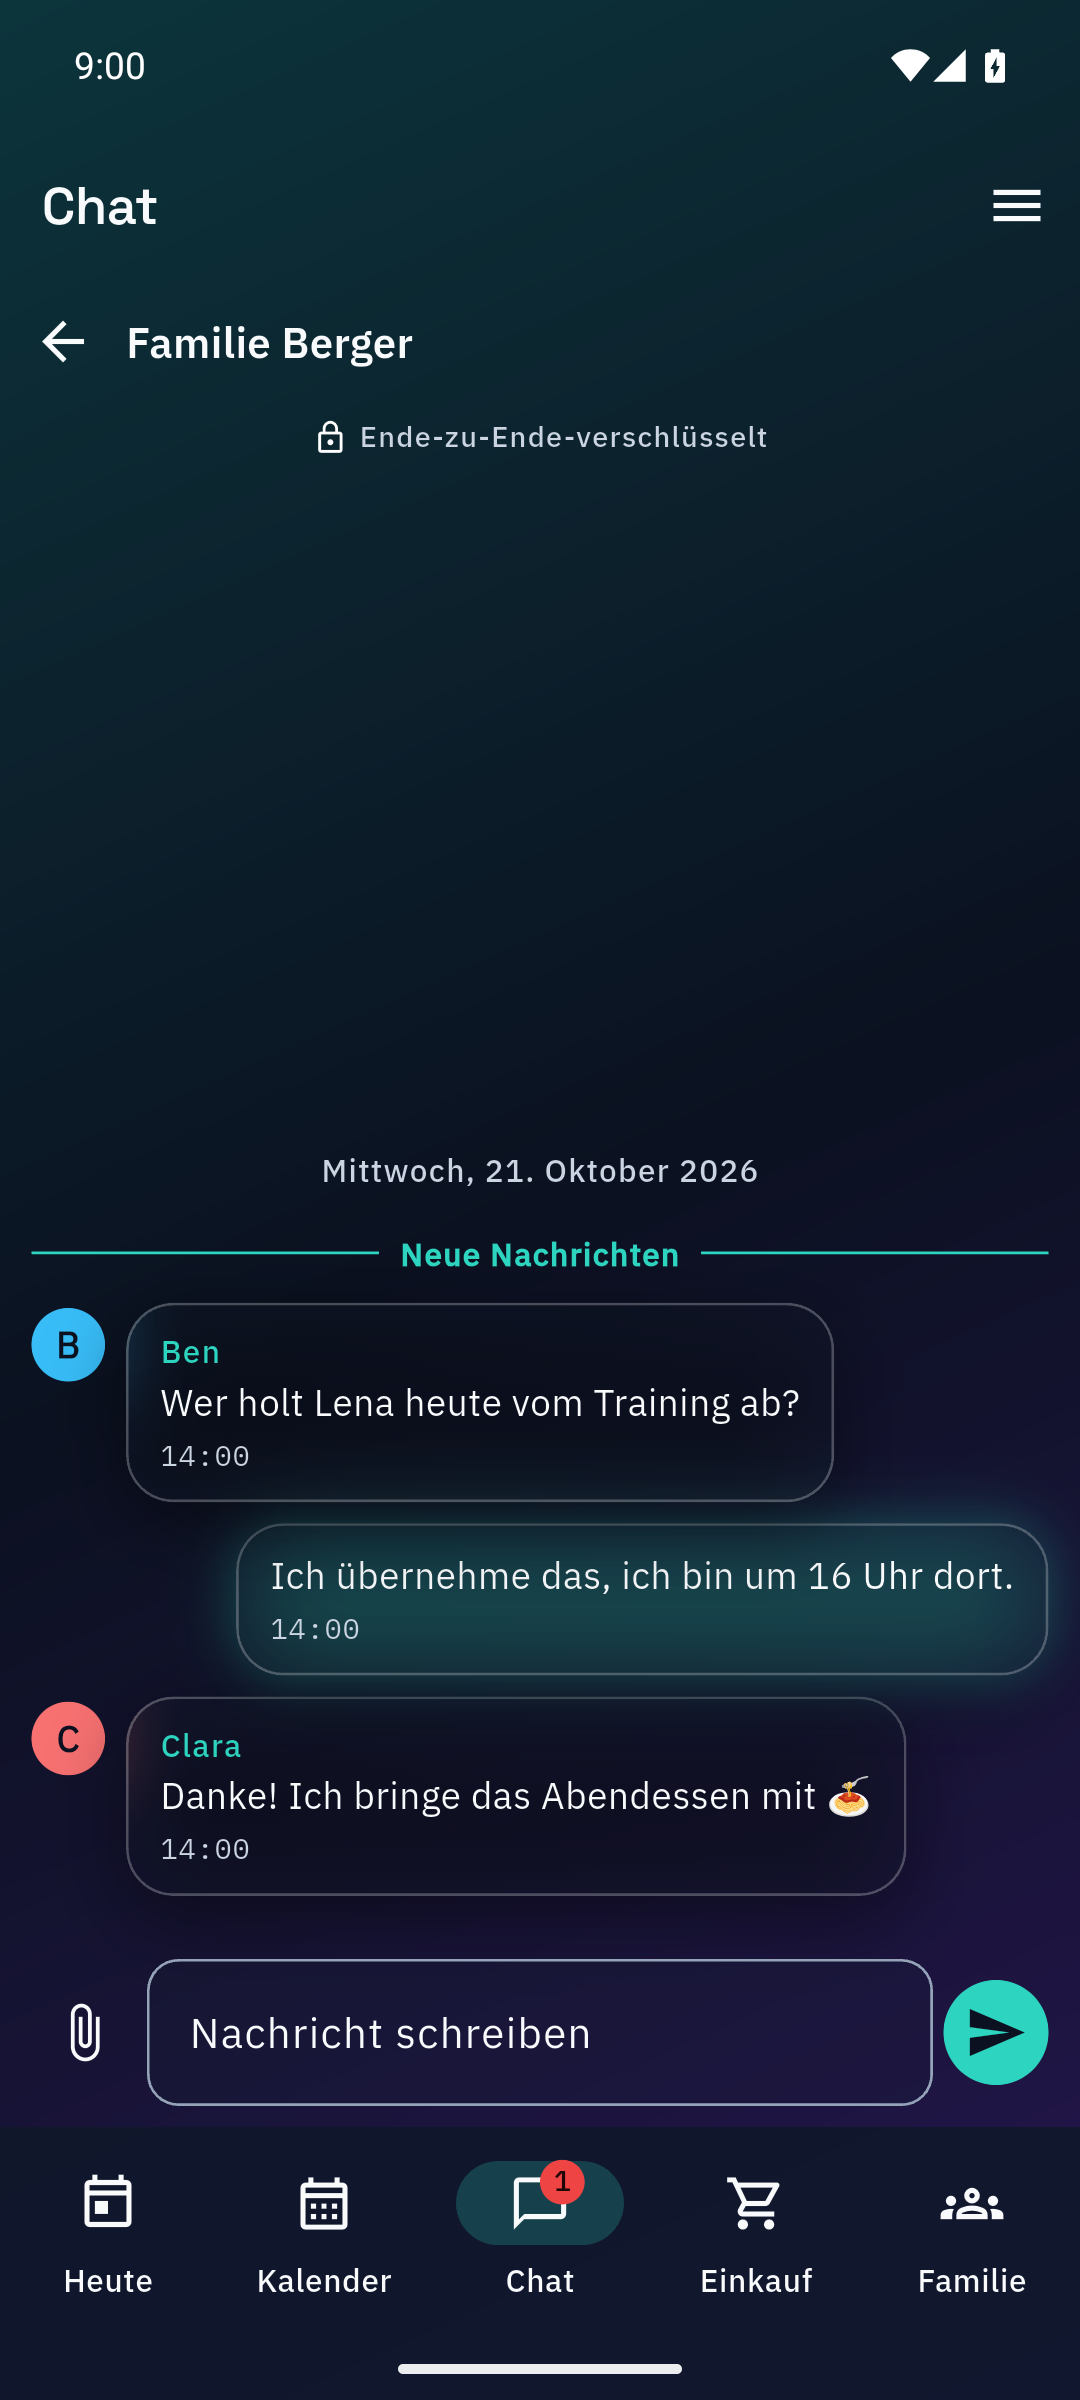 9:00
Chat
Familie Berger
Ende-zu-Ende-verschlüsselt
Mittwoch, 21. Oktober 2026
Neue Nachrichten
B
Ben
Wer holt Lena heute vom Training ab?
14:00
Ich übernehme das, ich bin um 16 Uhr dort.
14:00
C
Clara
Danke! Ich bringe das Abendessen mit 🍝
14:00
Nachricht schreiben
1
Heute
Kalender
Chat
Einkauf
Familie